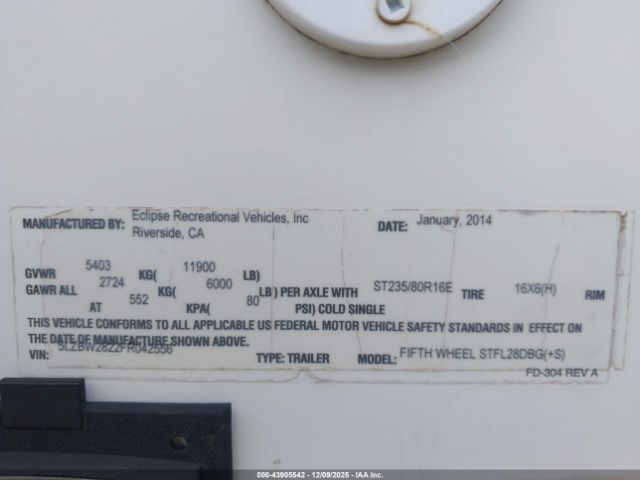 MANUFACTURED BY: Eclipse Recreational Vehicles, Inc DATE: January, 2014
Riverside, CA
GVWR 5403 KG( 11900 LB)
GAWR ALL 2724 KG( 6000 LB) PER AXLE WITH ST235/80R16E TIRE 16X6(H) RIM
AT 552 KPA( 80 PSI) COLD SINGLE
THIS VEHICLE CONFORMS TO ALL APPLICABLE US FEDERAL MOTOR VEHICLE SAFETY STANDARDS IN EFFECT ON
THE DATE OF MANUFACTURE SHOWN ABOVE.
VIN: 5LZBW2822FR042556 TYPE: TRAILER MODEL: FIFTH WHEEL STFL28DBG(+S)
FD-304 REV A
000-43905542 - 12/09/2025 - IAA Inc.